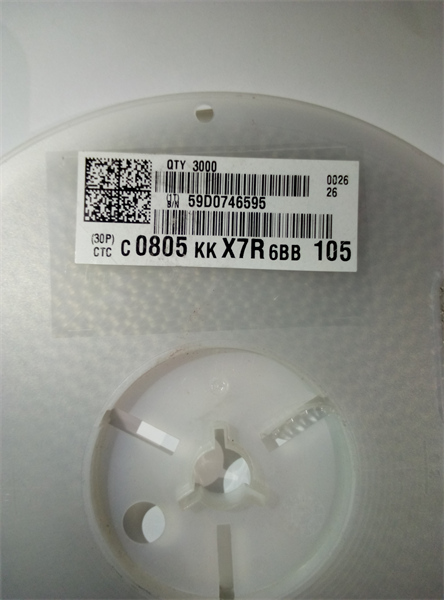 QTY 3000
0026
26
S/N 59D0746595
(30P)
CTC C 0805 KK X7R 6BB 105